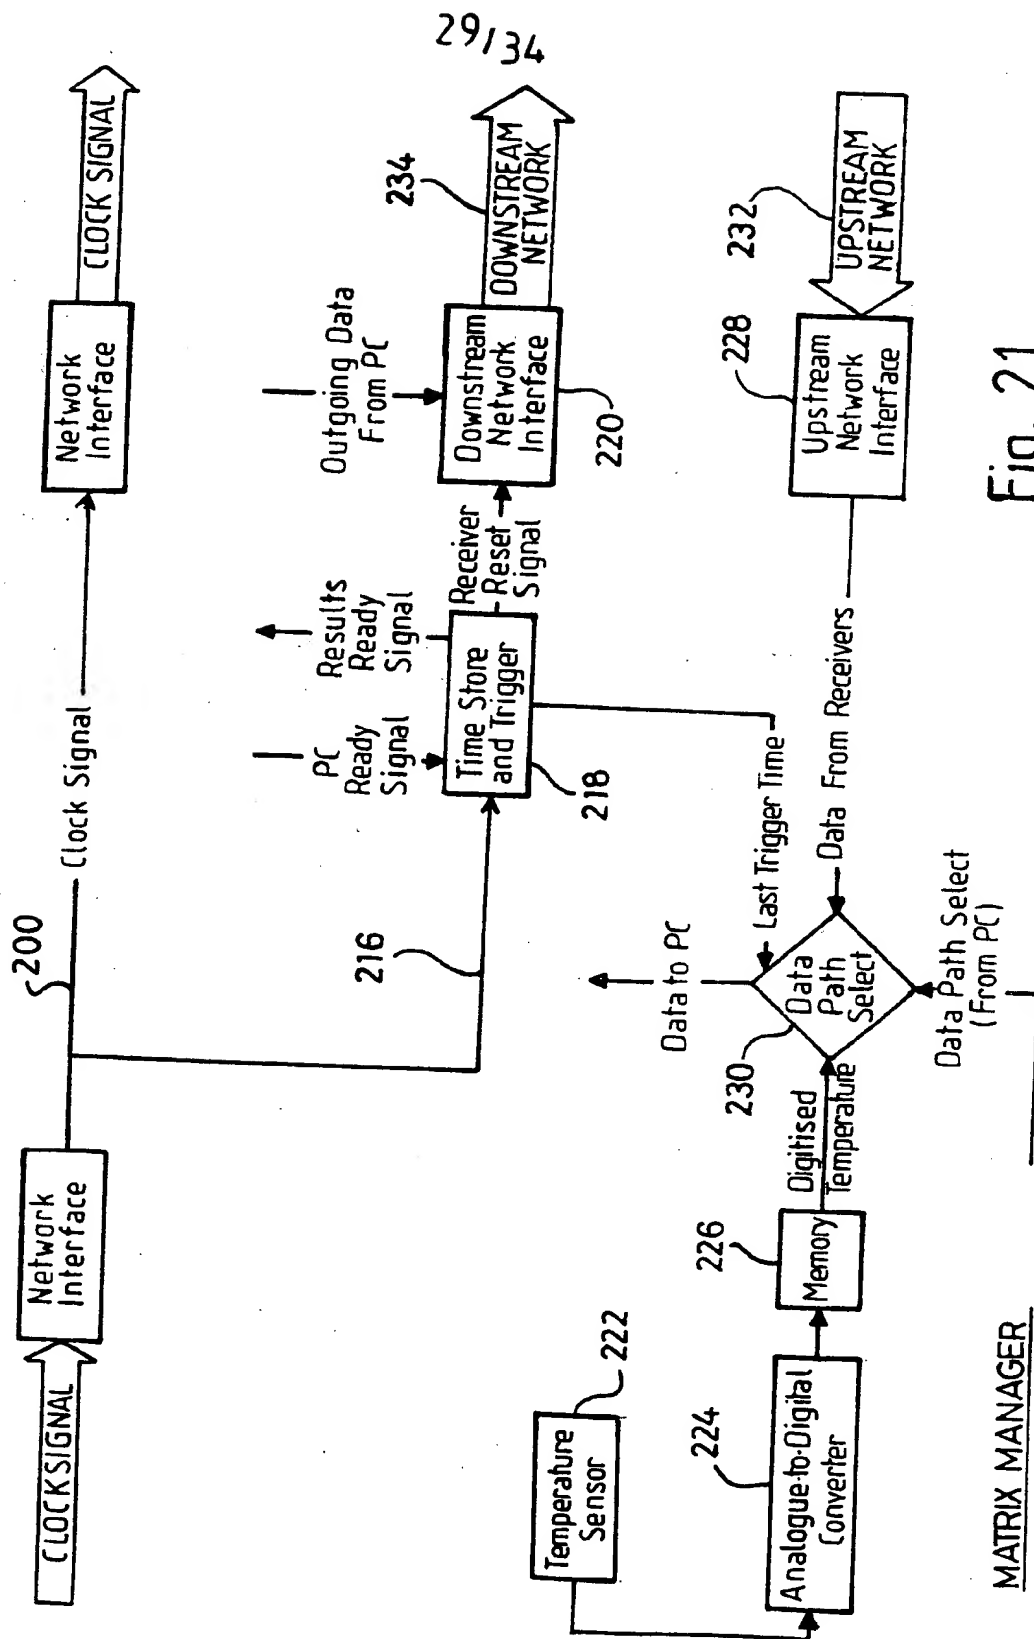 29/34
CLOCK SIGNAL
Network
Interface
200
Clock Signal
Network
Interface
CLOCK SIGNAL
216
PC
Ready
Signal
Results
Ready
Signal
Time Store
and Trigger
218
Receiver
Reset
Signal
Outgoing Data
From PC
Downstream
Network
Interface
220
234
DOWNSTREAM
NETWORK
Temperature
Sensor
222
224
Analogue-to-Digital
Converter
226
Memory
Digitised
Temperature
Data to PC
230
Data
Path
Select
Last Trigger Time
Data From Receivers
Data Path Select
(From PC)
228
Upstream
Network
Interface
232
UPSTREAM
NETWORK
MATRIX MANAGER
Fig. 21